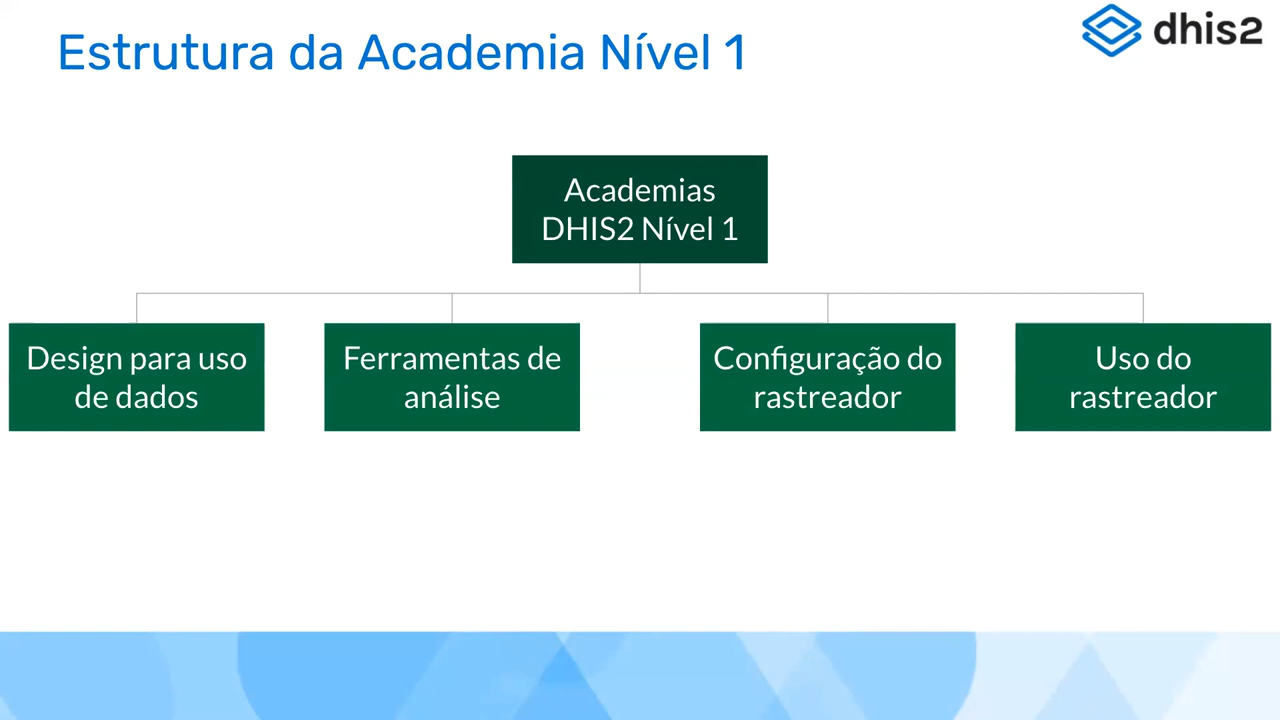 Estrutura da Academia Nível 1
dhis2
Academias
DHIS2 Nível 1
Design para uso
de dados
Ferramentas de
análise
Configuração do
rastreador
Uso do
rastreador